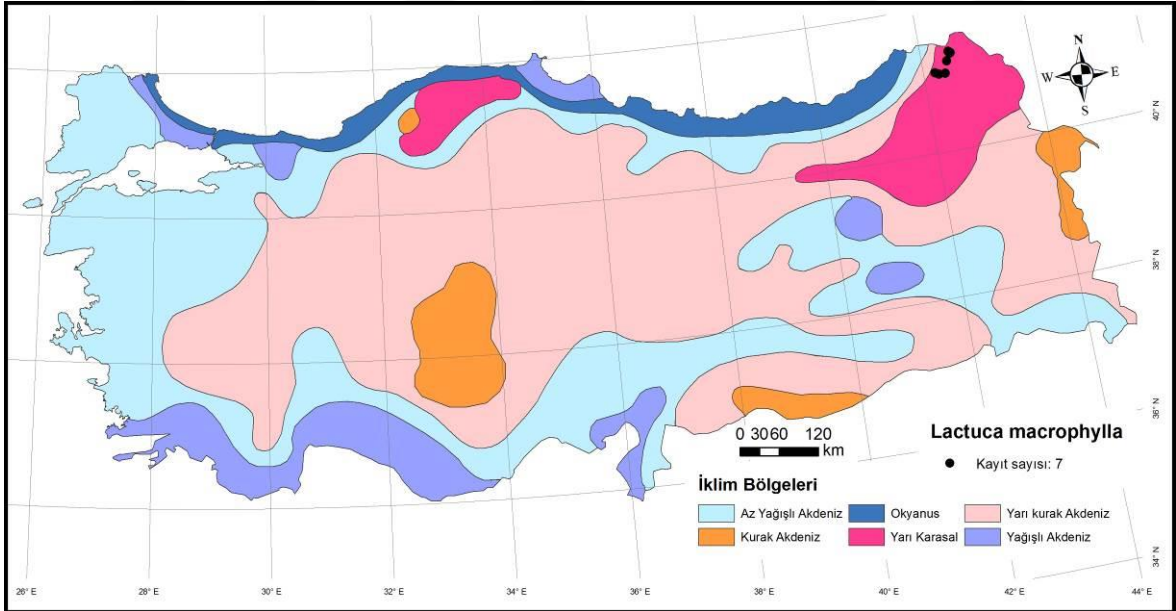 N
W E
S
40° N
38° N
36° N
34° N
0 30 60 120
km
Lactuca macrophylla
Kayıt sayısı: 7
İklim Bölgeleri
Az Yağışlı Akdeniz Okyanus Yarı kurak Akdeniz
Kurak Akdeniz Yarı Karasal Yağışlı Akdeniz
26° E 28° E 30° E 32° E 34° E 36° E 38° E 40° E 42° E 44° E